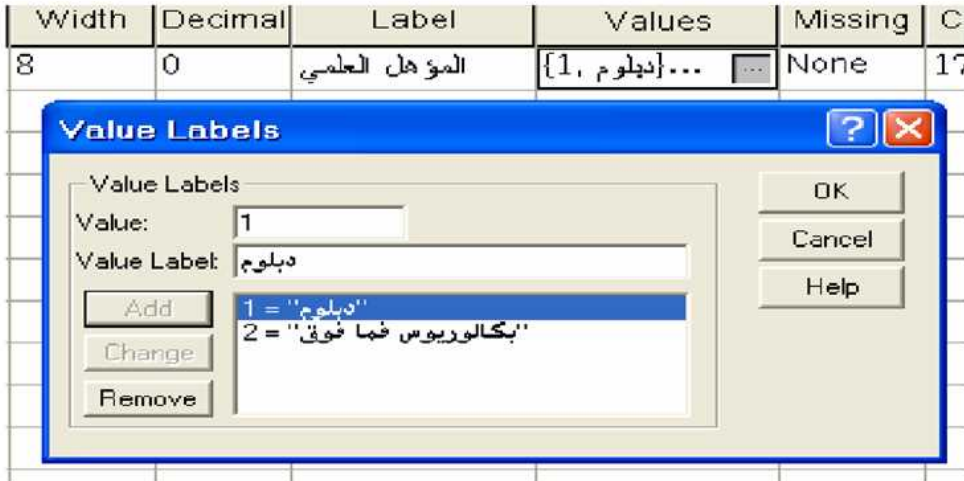 Width Decimal Label Values Missing C
8 0 المؤهل العلمي {1, دبلوم}... ... None 17
Value Labels
Value Labels
Value: 1
Value Label: دبلوم
Add
Change
Remove
1 = "دبلوم"
2 = "بكالوريوس فما فوق"
OK
Cancel
Help